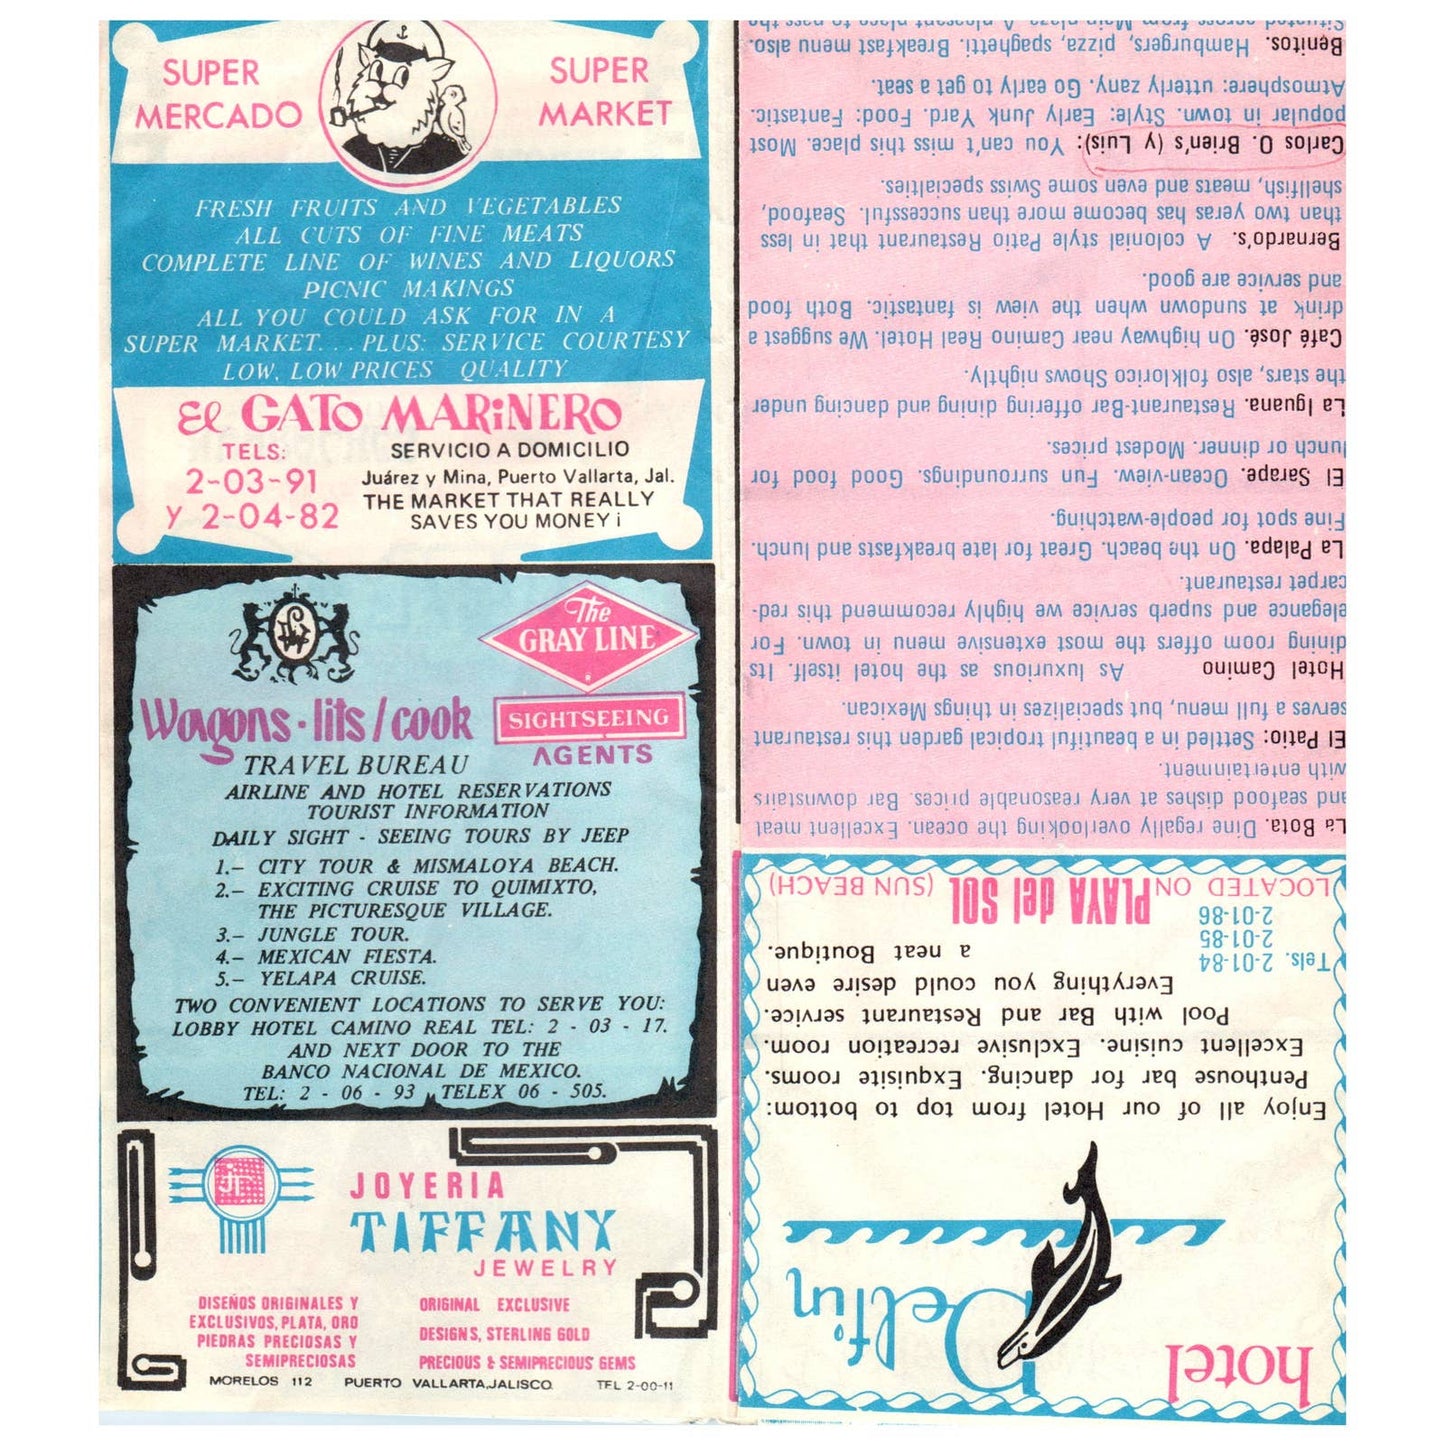 SUPER
MERCADO
SUPER
MARKET
FRESH FRUITS AND VEGETABLES
ALL CUTS OF FINE MEATS
COMPLETE LINE OF WINES AND LIQUORS
PICNIC MAKINGS
ALL YOU COULD ASK FOR IN A
SUPER MARKET... PLUS: SERVICE COURTESY
LOW, LOW PRICES QUALITY
El GATO MARiNERO
TELS:
2-03-91
y 2-04-82
SERVICIO A DOMICILIO
Juárez y Mina, Puerto Vallarta, Jal.
THE MARKET THAT REALLY
SAVES YOU MONEY ¡
The
GRAY LINE
SIGHTSEEING
AGENTS
Wagons-lits/cook
TRAVEL BUREAU
AIRLINE AND HOTEL RESERVATIONS
TOURIST INFORMATION
DAILY SIGHT - SEEING TOURS BY JEEP
1.– CITY TOUR & MISMALOYA BEACH.
2.– EXCITING CRUISE TO QUIMIXTO,
THE PICTURESQUE VILLAGE.
3.– JUNGLE TOUR.
4.– MEXICAN FIESTA.
5.– YELAPA CRUISE.
TWO CONVENIENT LOCATIONS TO SERVE YOU:
LOBBY HOTEL CAMINO REAL TEL: 2 - 03 - 17.
AND NEXT DOOR TO THE
BANCO NACIONAL DE MEXICO.
TEL: 2 - 06 - 93 TELEX 06 - 505.
JT
JOYERIA
TIFFANY
JEWELRY
DISEÑOS ORIGINALES Y
EXCLUSIVOS, PLATA, ORO
PIEDRAS PRECIOSAS Y
SEMIPRECIOSAS
ORIGINAL EXCLUSIVE
DESIGNS, STERLING GOLD
PRECIOUS & SEMIPRECIOUS GEMS
MORELOS 112 PUERTO VALLARTA, JALISCO. TEL 2-00-11
hotel
Delfin
Enjoy all of our Hotel from top to bottom:
Penthouse bar for dancing. Exquisite rooms.
Excellent cuisine. Exclusive recreation room.
Pool with Bar and Restaurant service.
Everything you could desire even
a neat Boutique.
Tels. 2-01-84
2-01-85
2-01-86
LOCATED ON PLAYA del SOL (SUN BEACH)
La Bota. Dine regally overlooking the ocean. Excellent meat
and seafood dishes at very reasonable prices. Bar downstairs
with entertainment.
El Patio: Settled in a beautiful tropical garden this restaurant
serves a full menu, but specializes in things Mexican.
Hotel Camino As luxurious as the hotel itself. Its
dining room offers the most extensive menu in town. For
elegance and superb service we highly recommend this red-
carpet restaurant.
La Palapa. On the beach. Great for late breakfasts and lunch.
Fine spot for people-watching.
El Sarape. Ocean-view. Fun surroundings. Good food for
lunch or dinner. Modest prices.
La Iguana. Restaurant-Bar offering dining and dancing under
the stars, also folklorico Shows nightly.
Café José. On highway near Camino Real Hotel. We suggest a
drink at sundown when the view is fantastic. Both food
and service are good.
Bernardo's. A colonial style Patio Restaurant that in less
than two yeras has become more than successful. Seafood,
shellfish, meats and even some Swiss specialties.
Carlos O. Brien's (y Luis): You can't miss this place. Most
popular in town. Style: Early Junk Yard. Food: Fantastic.
Atmosphere: utterly zany. Go early to get a seat.
Benitos. Hamburgers, pizza, spaghetti. Breakfast menu also.
Situated across from Main plaza. A pleasant place to pass the